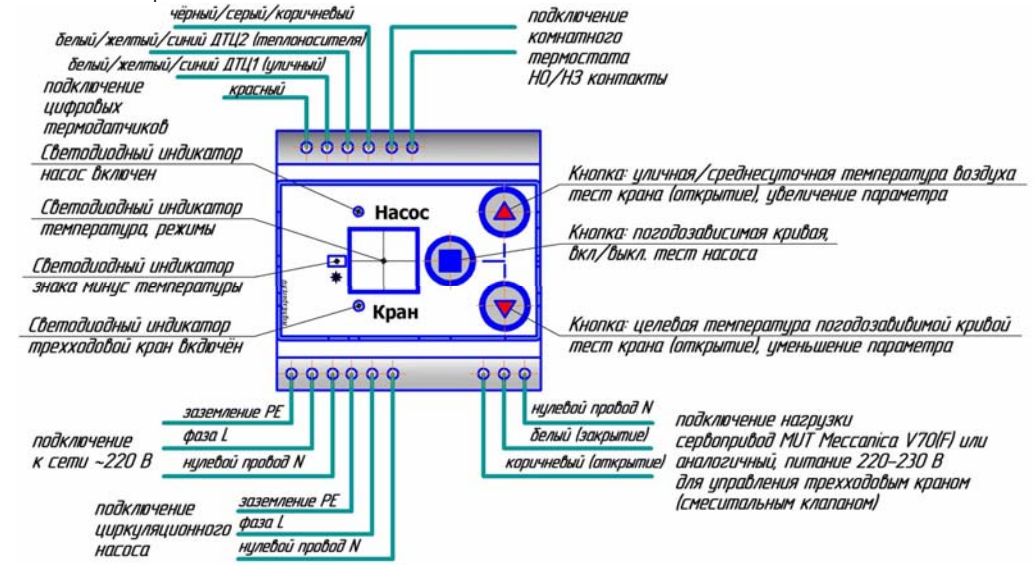 чёрный/серый/коричневый
белый/желтый/синий ДТЦ2 (теплоносителя)
белый/желтый/синий ДТЦ1 (уличный)
красный
подключение
цифровых
термодатчиков
подключение
комнатного
термостата
НО/НЗ контакты
Светодиодный индикатор
насос включен
Светодиодный индикатор
температура, режимы
Светодиодный индикатор
знака минус температуры
Светодиодный индикатор
трехходовой кран включён
Насос
Кран
Кнопка: уличная/среднесуточная температура воздуха
тест крана (открытие), увеличение параметра
Кнопка: погодозависимая кривая,
вкл/выкл. тест насоса
Кнопка: целевая температура погодозавивимой кривой
тест крана (открытие), уменьшение параметра
подключение
к сети ~220 В
заземление PE
фаза L
нулевой провод N
подключение
циркуляционного
насоса
заземление PE
фаза L
нулевой провод N
нулевой провод N
белый (закрытие)
коричневый (открытие)
подключение нагрузки
сервопривод MUT Meccanica V70(F) или
аналогичный, питание 220-230 В
для управления трехходовым краном
(смесительным клапаном)